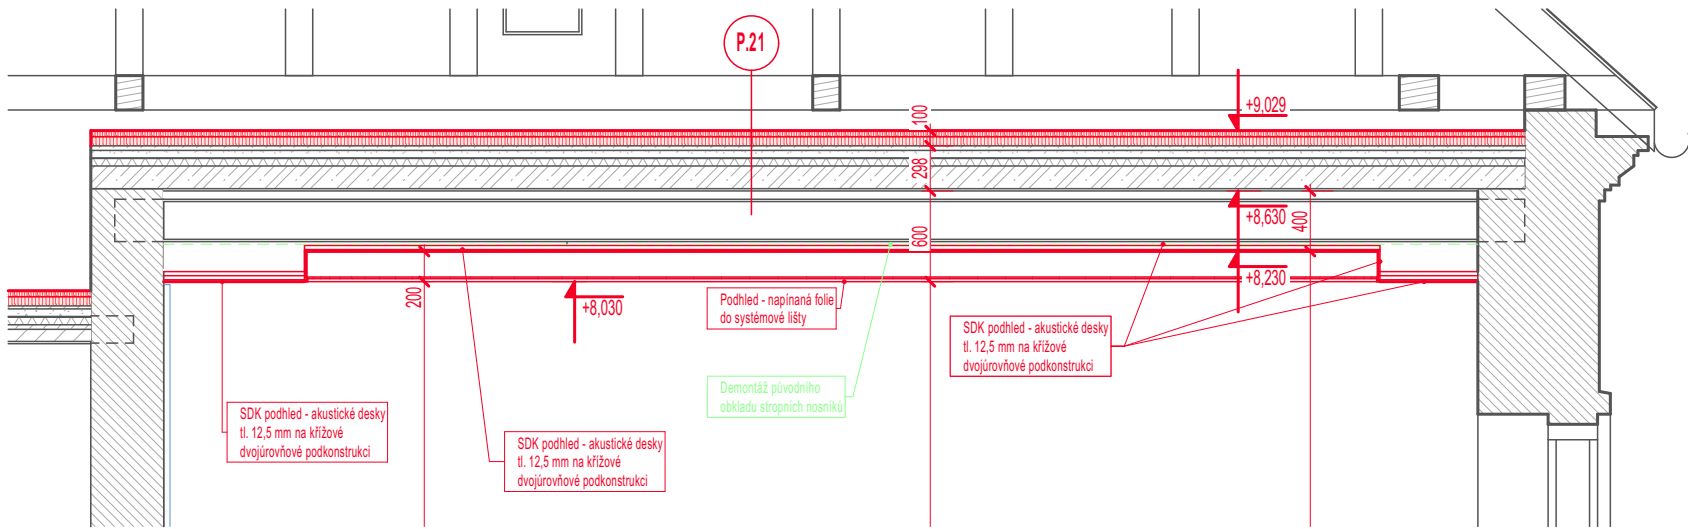 P.21
100
+9,029
298
+8,630
400
600
+8,230
200
+8,030
Podhled - napínaná folie
do systémové lišty
SDK podhled - akustické desky
tl. 12,5 mm na křížové
dvojúrovňové podkonstrukci
Demontáž původního
obkladu stropních nosníků
SDK podhled - akustické desky
tl. 12,5 mm na křížové
dvojúrovňové podkonstrukci
SDK podhled - akustické desky
tl. 12,5 mm na křížové
dvojúrovňové podkonstrukci